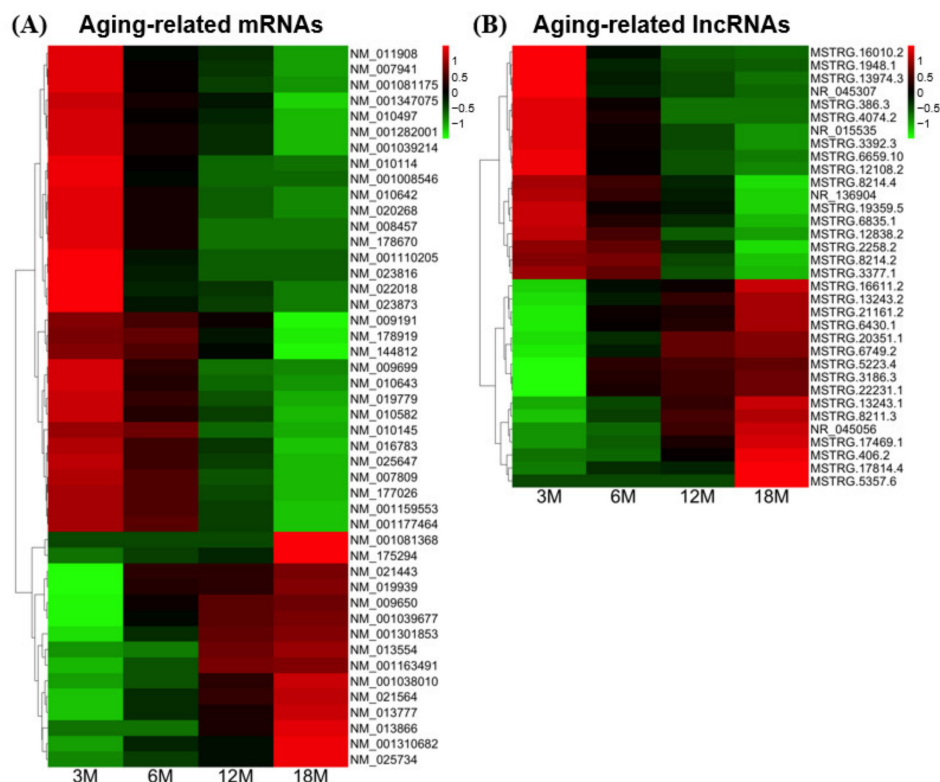 (A) Aging-related mRNAs
NM_011908
NM_007941
NM_001081175
NM_001347075
NM_010497
NM_001282001
NM_001039214
NM_010114
NM_001008546
NM_010642
NM_020268
NM_008457
NM_178670
NM_001110205
NM_023816
NM_022018
NM_023873
NM_009191
NM_178919
NM_144812
NM_009699
NM_010643
NM_019779
NM_010582
NM_010145
NM_016783
NM_025647
NM_007809
NM_177026
NM_001159553
NM_001177464
NM_001081368
NM_175294
NM_021443
NM_019939
NM_009650
NM_001039677
NM_001301853
NM_013554
NM_001163491
NM_001038010
NM_021564
NM_013777
NM_013866
NM_001310682
NM_025734
1
0.5
0
−0.5
−1
3M 6M 12M 18M
(B) Aging-related lncRNAs
MSTRG.16010.2
MSTRG.1948.1
MSTRG.13974.3
NR_045307
MSTRG.386.3
MSTRG.4074.2
NR_015535
MSTRG.3392.3
MSTRG.6659.10
MSTRG.12108.2
MSTRG.8214.4
NR_136904
MSTRG.19359.5
MSTRG.6835.1
MSTRG.12838.2
MSTRG.2258.2
MSTRG.8214.2
MSTRG.3377.1
MSTRG.16611.2
MSTRG.13243.2
MSTRG.21161.2
MSTRG.6430.1
MSTRG.20351.1
MSTRG.6749.2
MSTRG.5223.4
MSTRG.3186.3
MSTRG.22231.1
MSTRG.13243.1
MSTRG.8211.3
NR_045056
MSTRG.17469.1
MSTRG.406.2
MSTRG.17814.4
MSTRG.5357.6
1
0.5
0
−0.5
−1
3M 6M 12M 18M